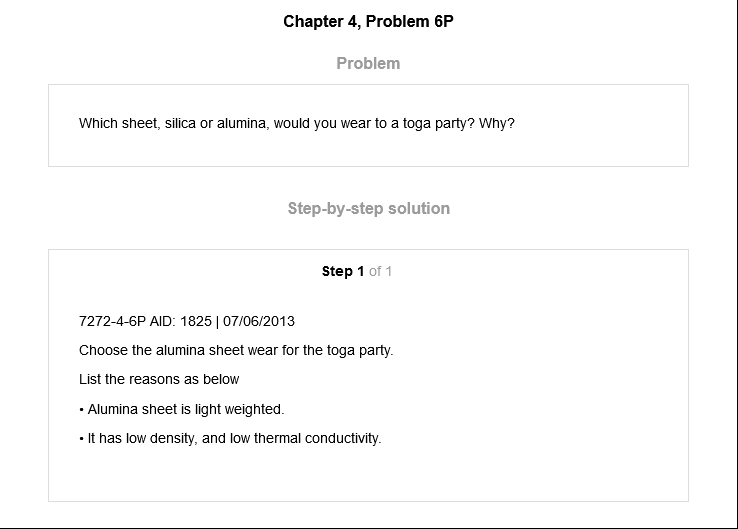 Chapter 4, Problem 6P
Problem
Which sheet, silica or alumina, would you wear to a toga party? Why?
Step-by-step solution
Step 1 of 1
7272-4-6P AID: 1825 | 07/06/2013
Choose the alumina sheet wear for the toga party.
List the reasons as below
• Alumina sheet is light weighted.
• It has low density, and low thermal conductivity.